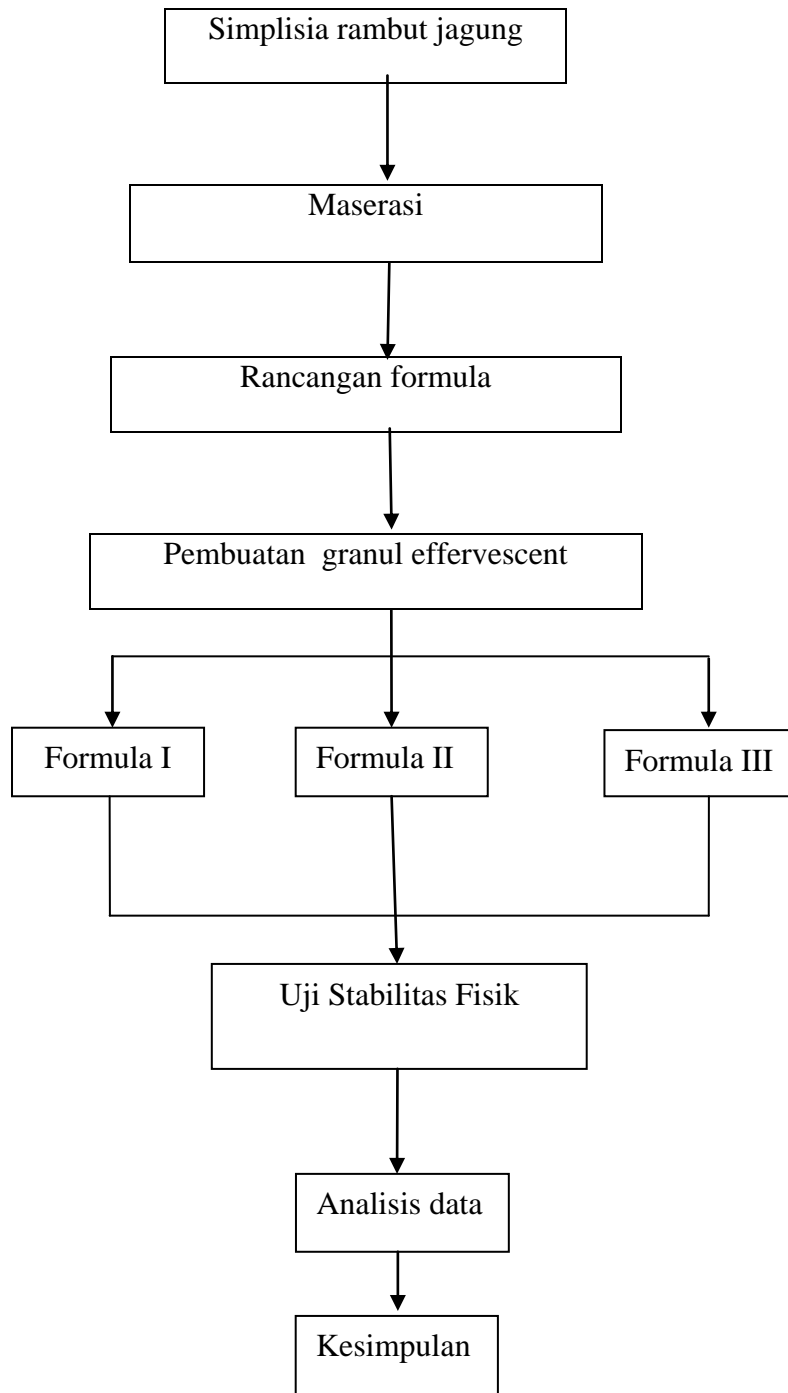 Simplisia rambut jagung
Maserasi
Rancangan formula
Pembuatan granul effervescent
Formula I
Formula II
Formula III
Uji Stabilitas Fisik
Analisis data
Kesimpulan